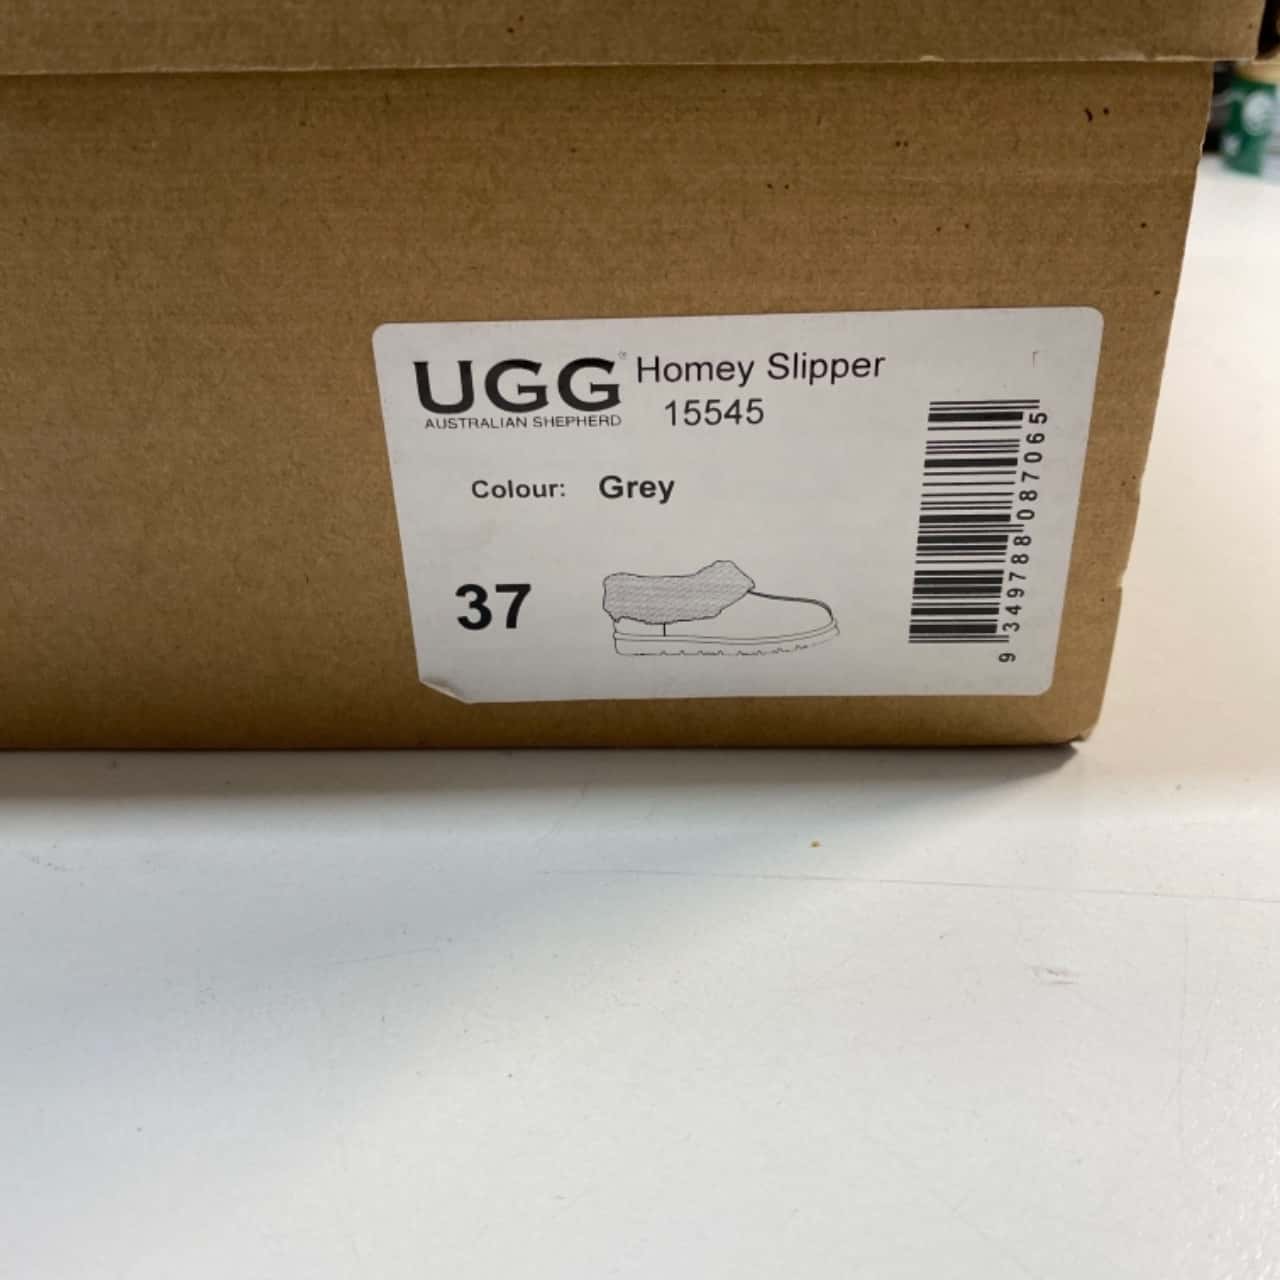 UGG® Homey Slipper
AUSTRALIAN SHEPHERD 15545
Colour: Grey
37
9 349788 087065